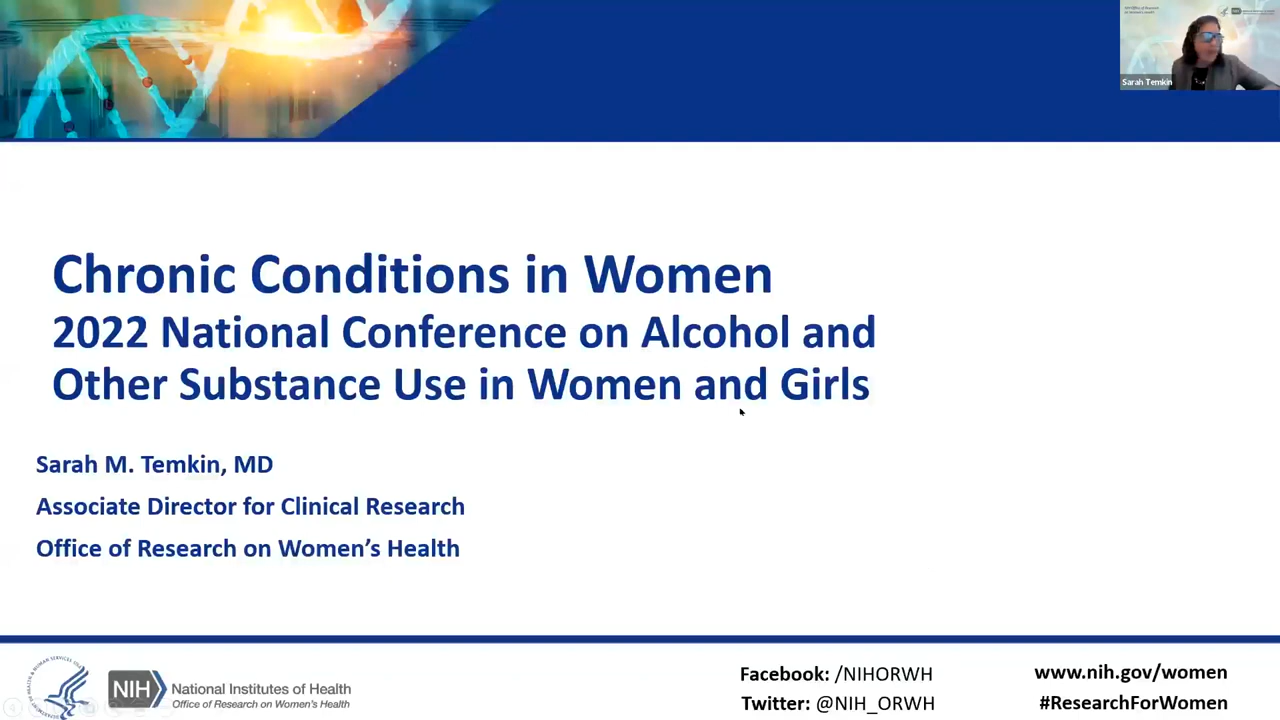 Sarah Temkin
Chronic Conditions in Women
2022 National Conference on Alcohol and
Other Substance Use in Women and Girls
Sarah M. Temkin, MD
Associate Director for Clinical Research
Office of Research on Women's Health
NIH
National Institutes of Health
Office of Research on Women's Health
Facebook: /NIHORWH
Twitter: @NIH_ORWH
www.nih.gov/women
#ResearchForWomen